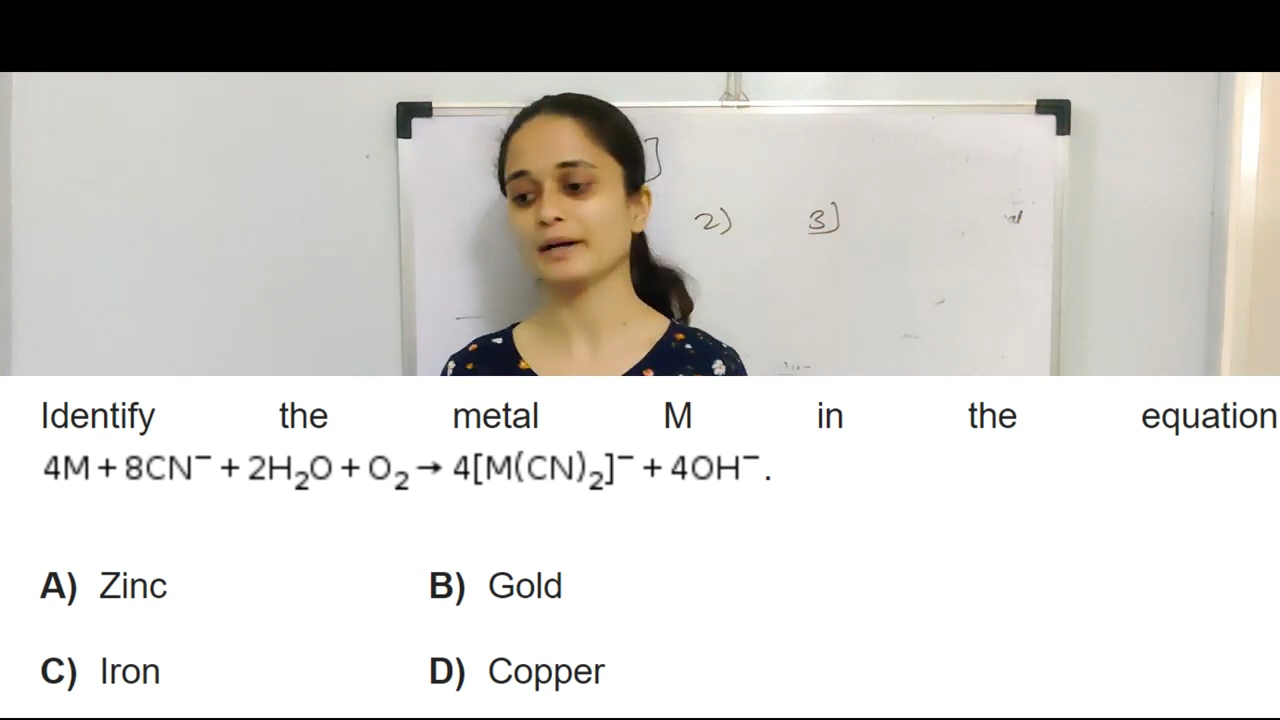 ]
2) 3)
Identify the metal M in the equation
4M + 8CN⁻ + 2H₂O + O₂ → 4[M(CN)₂]⁻ + 4OH⁻.
A) Zinc B) Gold
C) Iron D) Copper